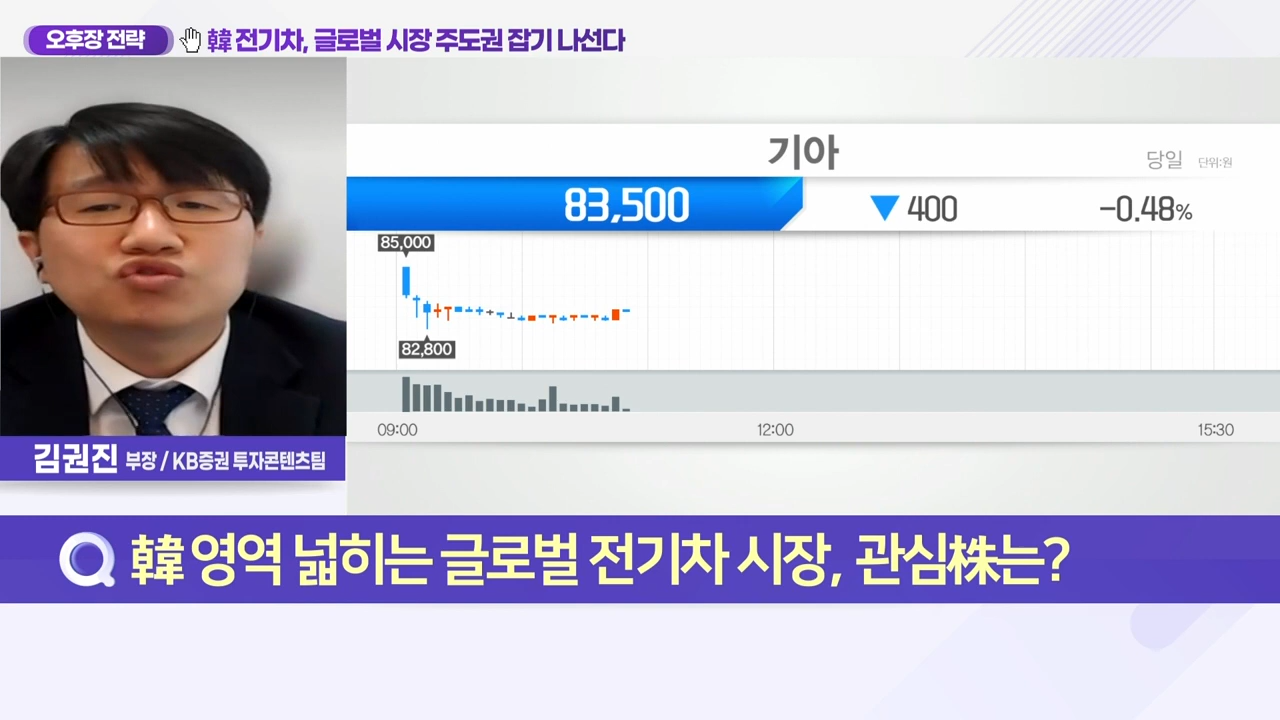 오후장 전략 韓 전기차, 글로벌 시장 주도권 잡기 나선다
기아
당일 단위:원
83,500 ▼400 -0.48%
85,000
82,800
09:00 12:00 15:30
김권진 부장 / KB증권 투자콘텐츠팀
Q 韓 영역 넓히는 글로벌 전기차 시장, 관심株는?